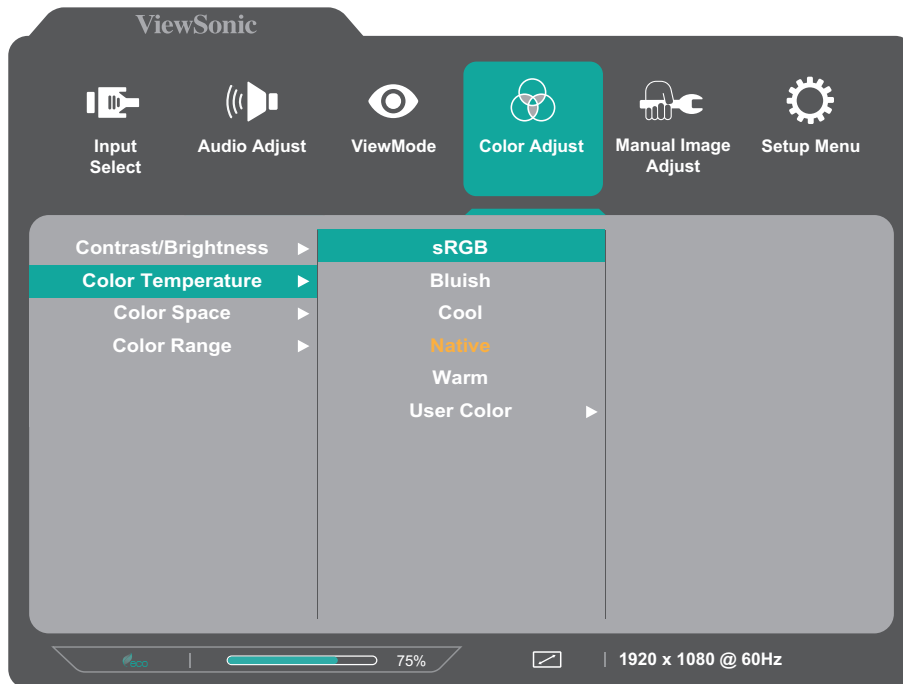 ViewSonic
Input
Select
Audio Adjust
ViewMode
Color Adjust
Manual Image
Adjust
Setup Menu
Contrast/Brightness
Color Temperature
Color Space
Color Range
sRGB
Bluish
Cool
Native
Warm
User Color
eco
75%
1920 x 1080 @ 60Hz